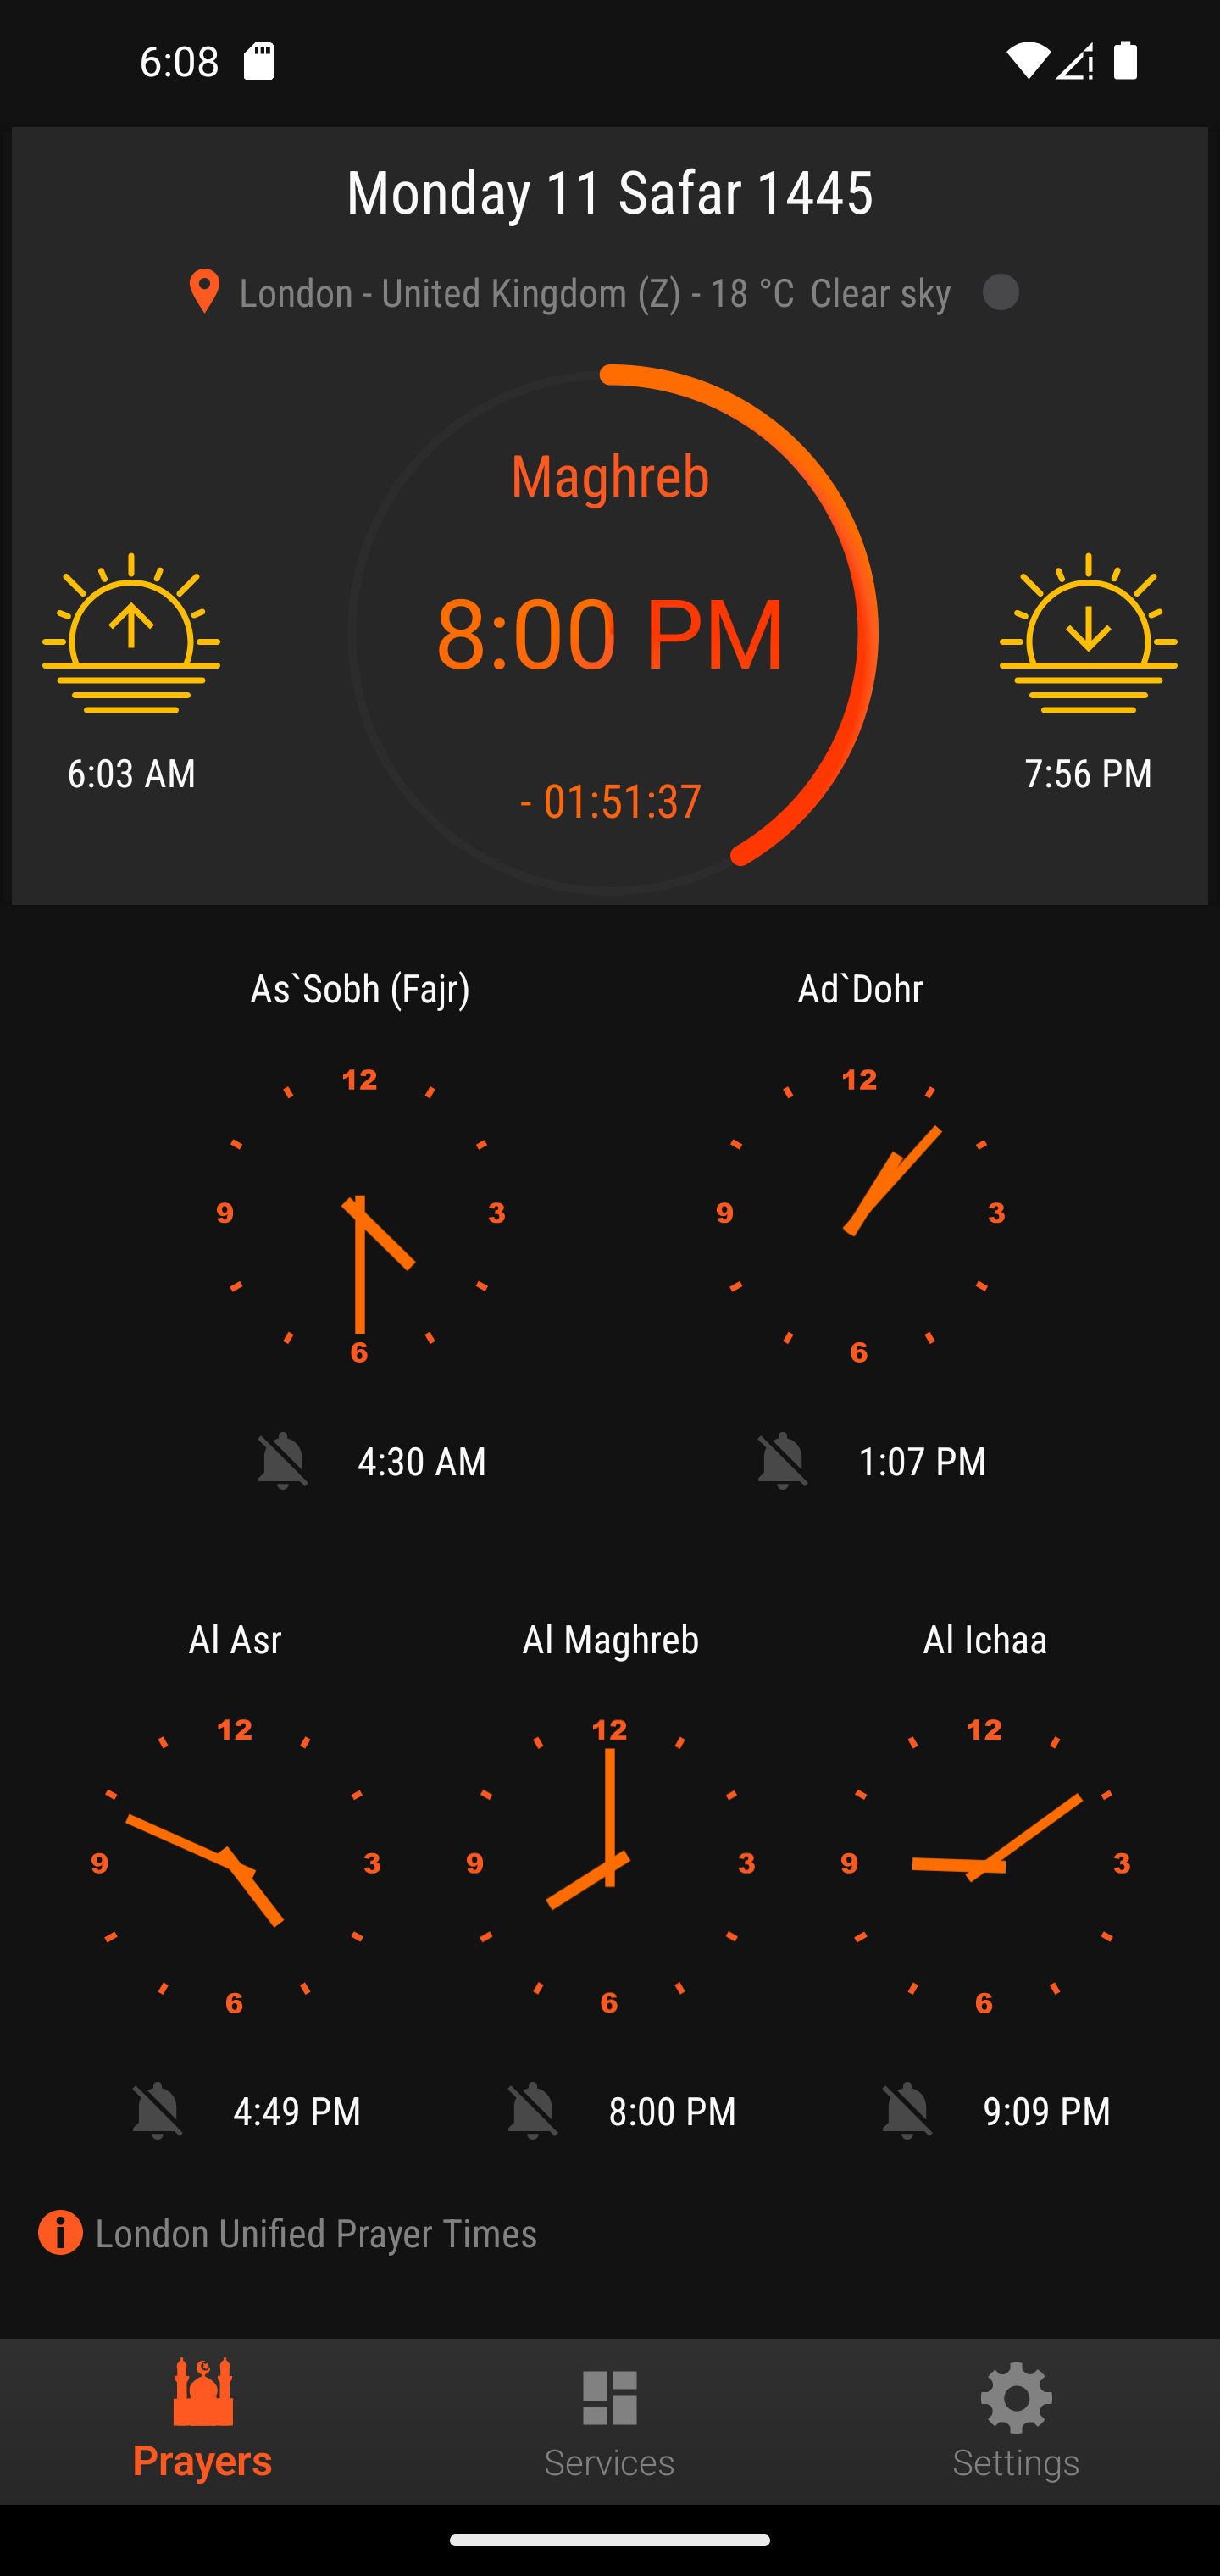 6:08
Monday 11 Safar 1445
London - United Kingdom (Z) - 18 °C Clear sky
Maghreb
8:00 PM
6:03 AM
7:56 PM
- 01:51:37
As`Sobh (Fajr)
Ad`Dohr
12
12
9
3
9
3
6
6
4:30 AM
1:07 PM
Al Asr
Al Maghreb
Al Ichaa
12
12
12
9
3
9
3
9
3
6
6
6
4:49 PM
8:00 PM
9:09 PM
i London Unified Prayer Times
Prayers
Services
Settings